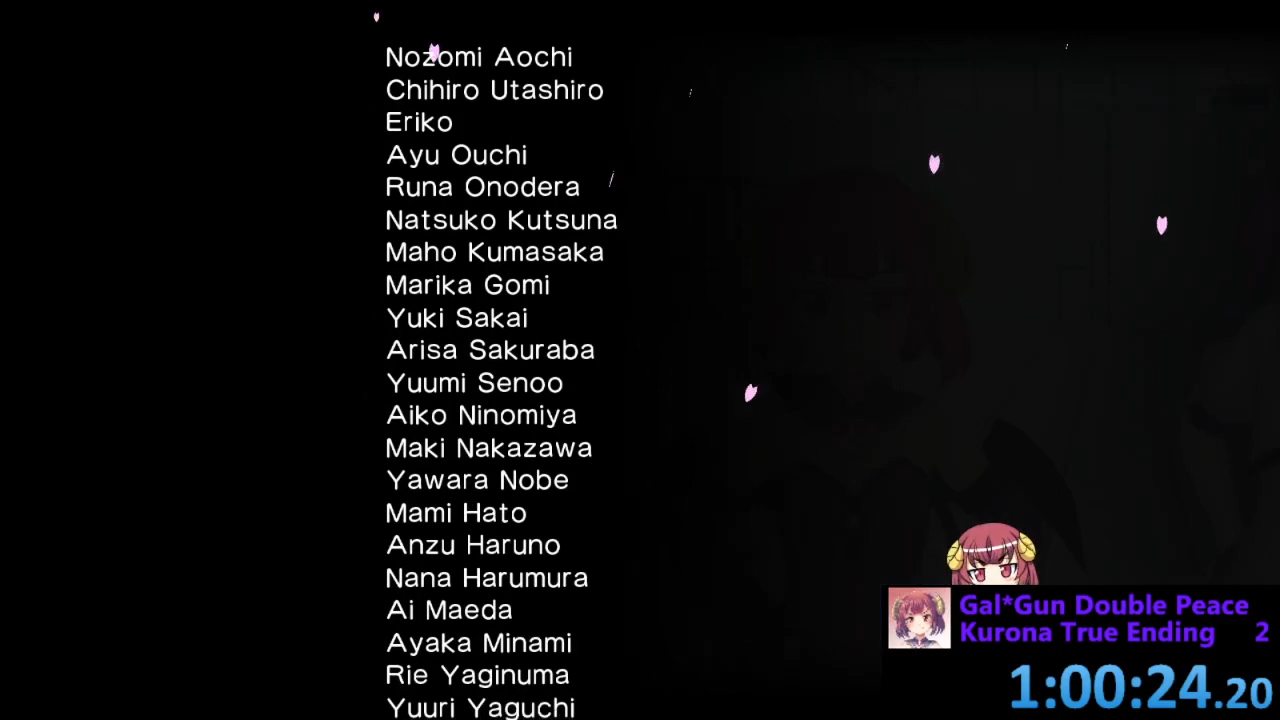 Nozomi Aochi
Chihiro Utashiro
Eriko
Ayu Ouchi
Runa Onodera
Natsuko Kutsuna
Maho Kumasaka
Marika Gomi
Yuki Sakai
Arisa Sakuraba
Yuumi Senoo
Aiko Ninomiya
Maki Nakazawa
Yawara Nobe
Mami Hato
Anzu Haruno
Nana Harumura
Ai Maeda
Ayaka Minami
Rie Yaginuma
Yuuri Yaguchi
Gal*Gun Double Peace
Kurona True Ending 2
1:00:24.20